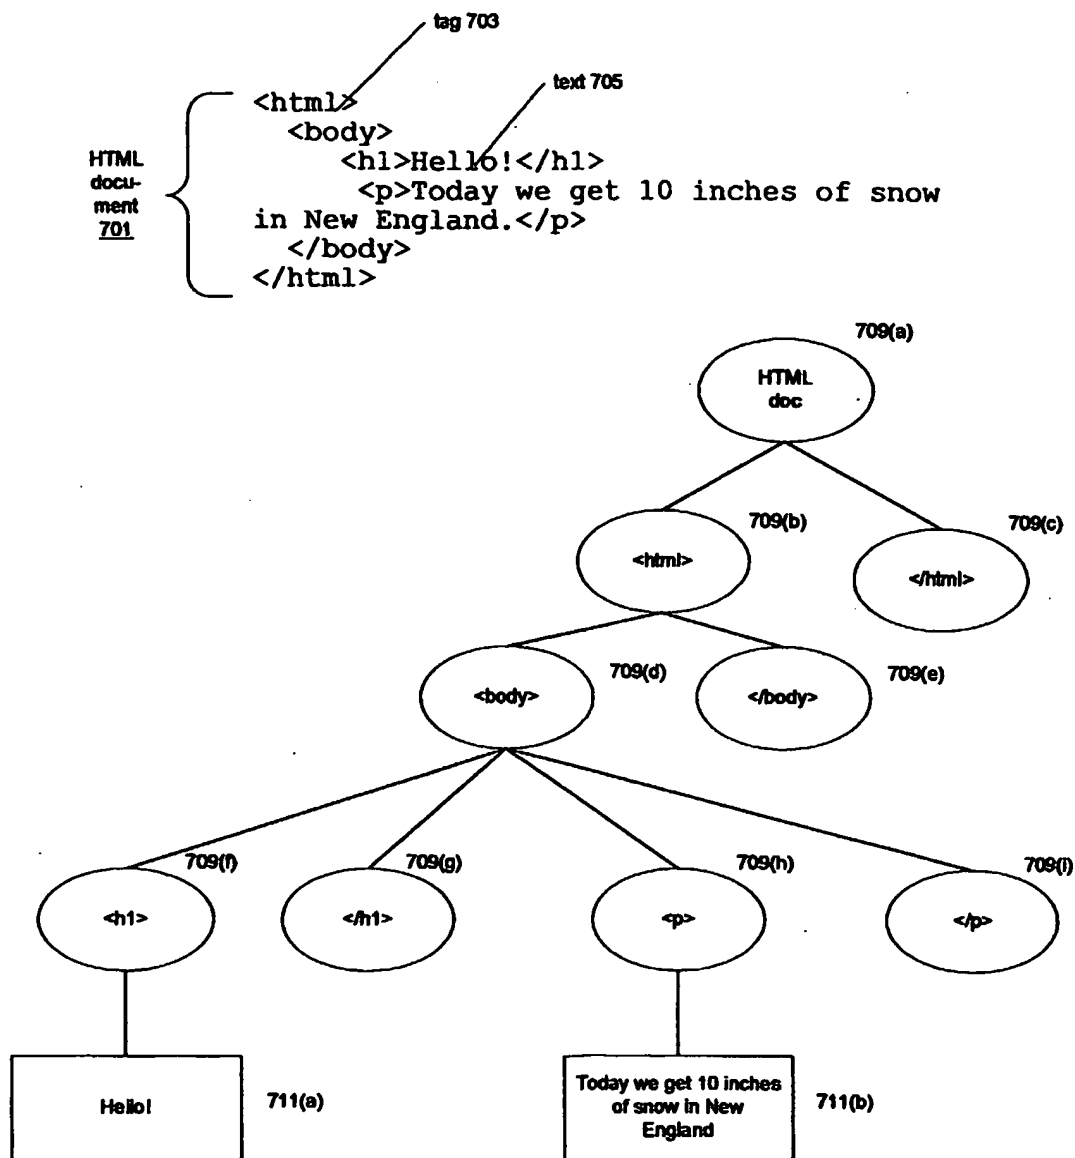 tag 703
text 705
<html>
<body>
<h1>Hello!</h1>
<p>Today we get 10 inches of snow
in New England.</p>
</body>
</html>
HTML
docu-
ment
701
709(a)
HTML
doc
709(b)
<html>
709(c)
</html>
709(d)
<body>
709(e)
</body>
709(f)
<h1>
709(g)
</h1>
709(h)
<p>
709(i)
</p>
Hello!
711(a)
Today we get 10 inches
of snow in New
England
711(b)